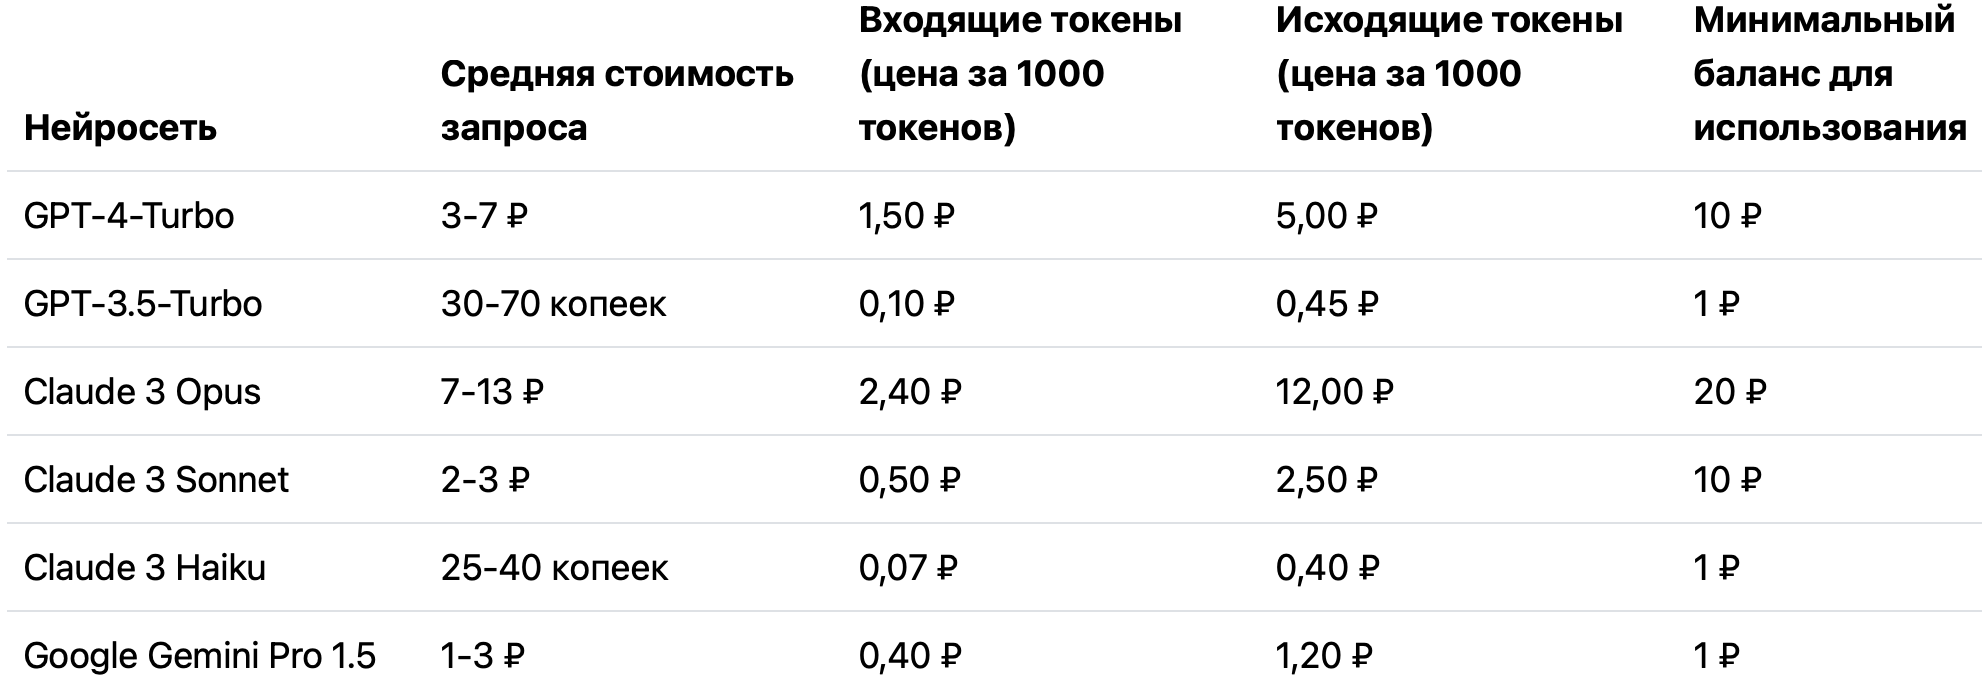 Нейросеть
Средняя стоимость
запроса
Входящие токены
(цена за 1000
токенов)
Исходящие токены
(цена за 1000
токенов)
Минимальный
баланс для
использования
GPT-4-Turbo 3-7 ₽ 1,50 ₽ 5,00 ₽ 10 ₽
GPT-3.5-Turbo 30-70 копеек 0,10 ₽ 0,45 ₽ 1 ₽
Claude 3 Opus 7-13 ₽ 2,40 ₽ 12,00 ₽ 20 ₽
Claude 3 Sonnet 2-3 ₽ 0,50 ₽ 2,50 ₽ 10 ₽
Claude 3 Haiku 25-40 копеек 0,07 ₽ 0,40 ₽ 1 ₽
Google Gemini Pro 1.5 1-3 ₽ 0,40 ₽ 1,20 ₽ 1 ₽